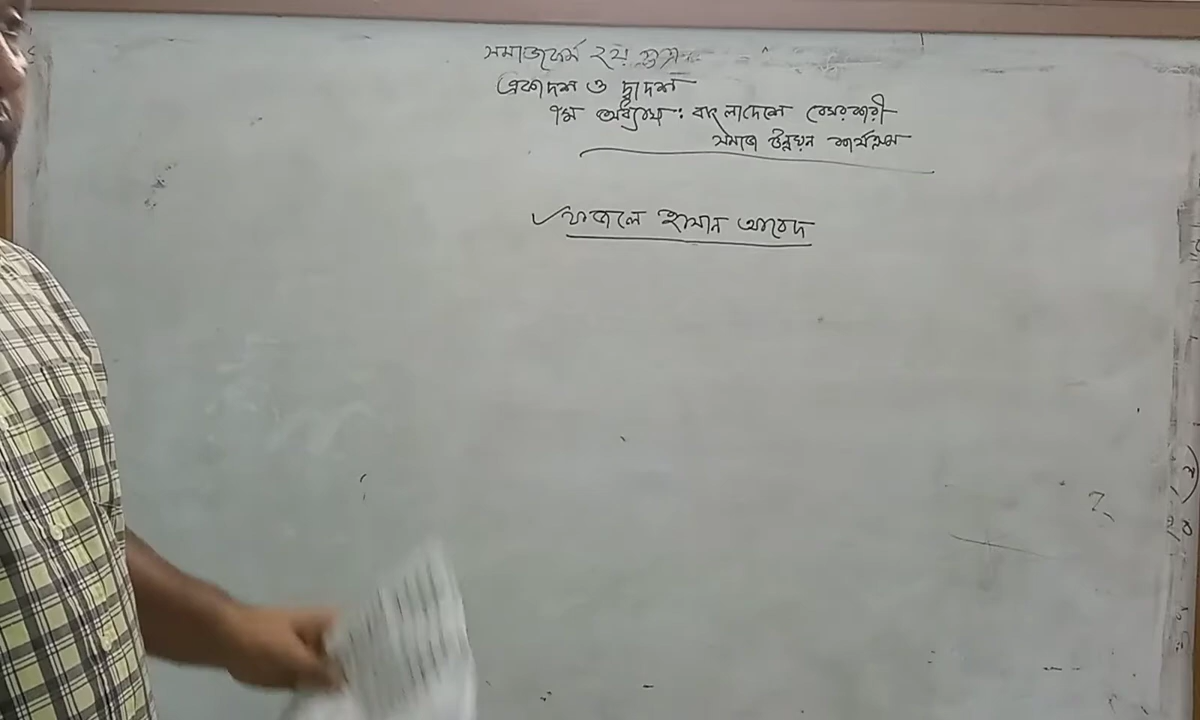 সমাজকর্ম ২য় পত্র
একাদশ ও দ্বাদশ
৭ম অধ্যায় : বাংলাদেশে বেসরকারী
সমাজ উন্নয়ন কার্যক্রম
ফজলে হাসান আবেদ